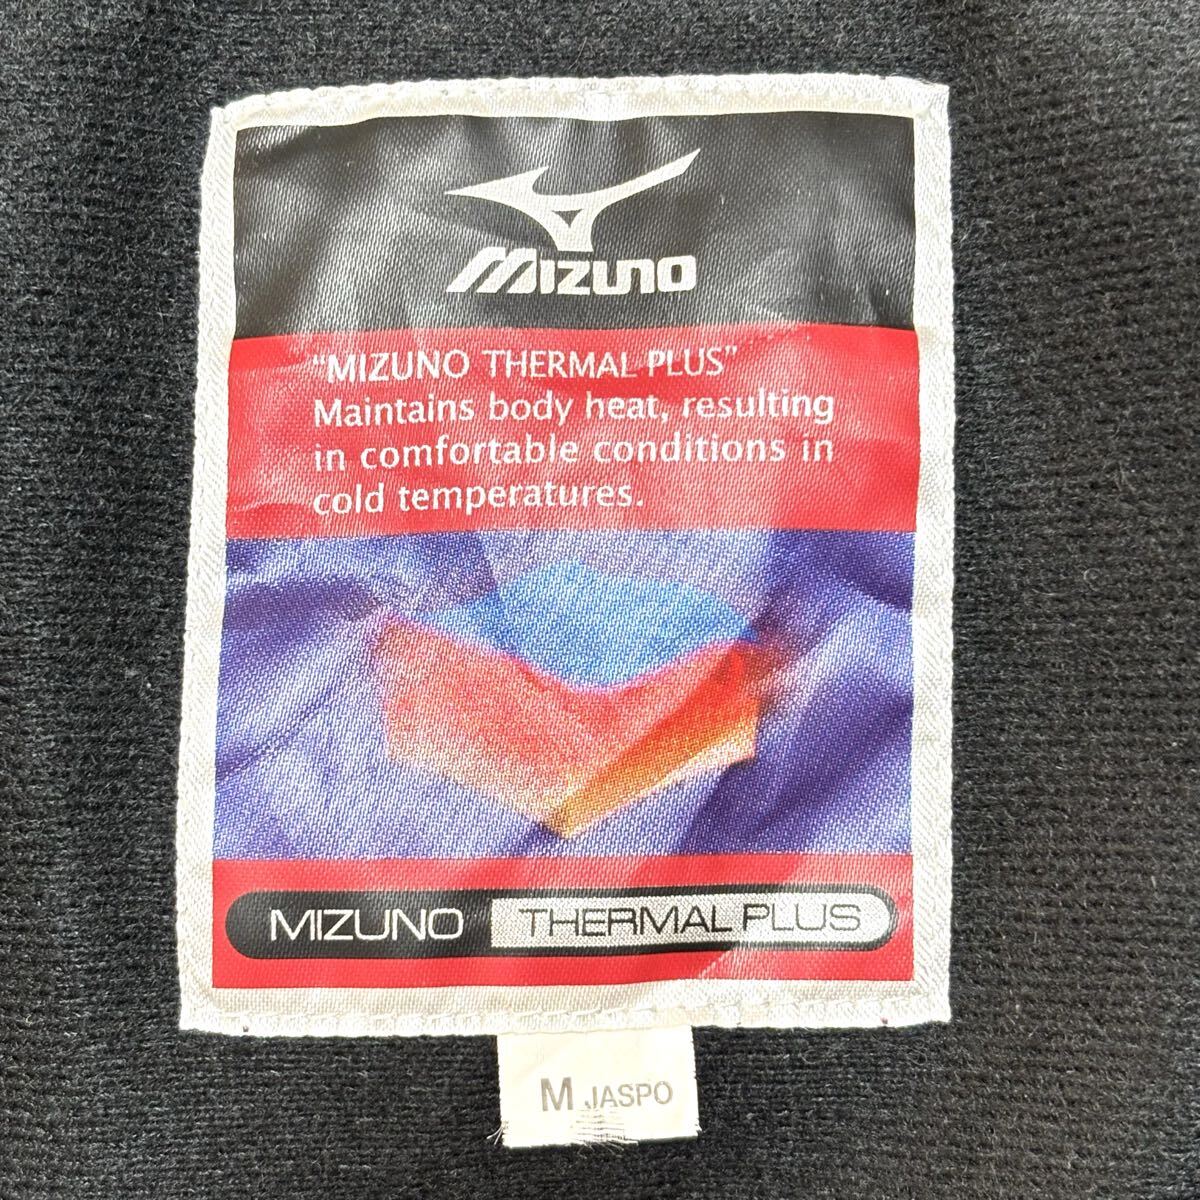 MIZUNO
“MIZUNO THERMAL PLUS”
Maintains body heat, resulting
in comfortable conditions in
cold temperatures.
MIZUNO THERMAL PLUS
M JASPO